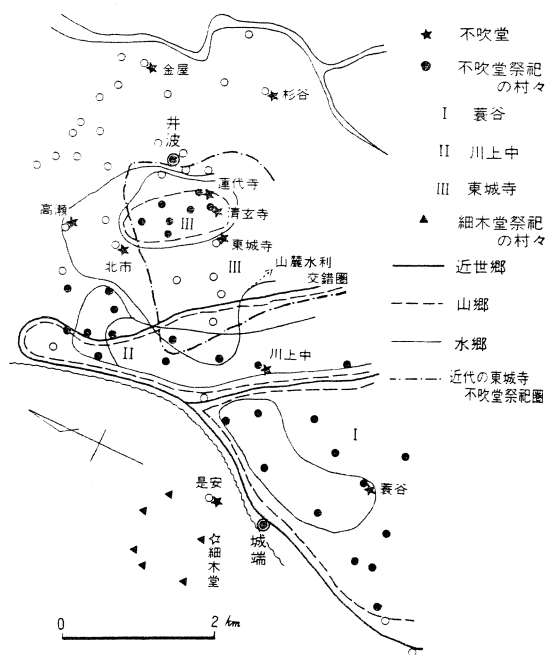 不吹堂
不吹堂祭祀
の村々
I 蓑谷
II 川上中
III 東城寺
細木堂祭祀
の村々
近世郷
山郷
水郷
近代の東城寺
不吹堂祭祀圏
金屋
杉谷
井波
蓮代寺
高瀬
清玄寺
III
東城寺
北市
III
山麓水利
交錯圏
II
川上中
I
是安
蓑谷
城端
細木堂
0 2 km